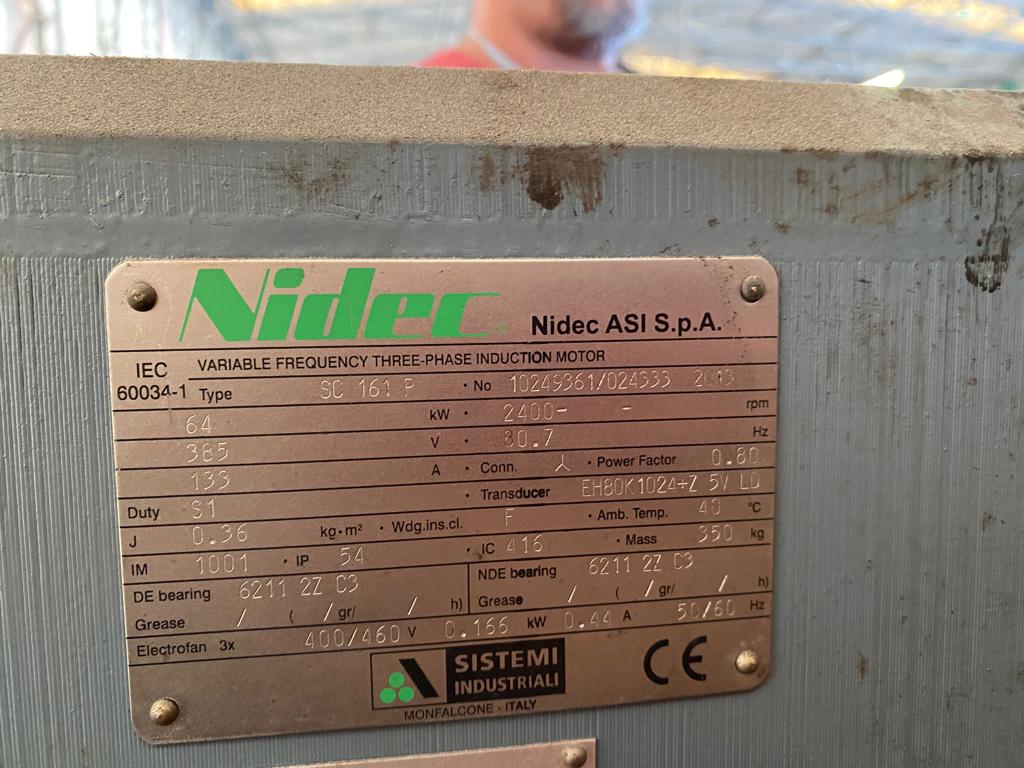 Nidec
Nidec ASI S.p.A.
IEC 60034-1
VARIABLE FREQUENCY THREE-PHASE INDUCTION MOTOR
Type SC 161 P · No 10249361/024333 2013
64 kW · 2400- - rpm
385 V · 80.7 Hz
133 A · Conn. · Power Factor 0.80
Duty S1 · Transducer EH80K1024÷Z 5V LD
J 0.36 kg·m² · Wdg.ins.cl. F · Amb. Temp. 40 °C
IM 1001 · IP 54 · IC 416 · Mass 350 kg
DE bearing 6211 2Z C3 NDE bearing 6211 2Z C3
Grease / ( / gr/ / h) Grease / ( / gr/ / h)
Electrofan 3x 400/460 V 0.166 kW 0.44 A 50/60 Hz
SISTEMI
INDUSTRIALI
CE
MONFALCONE - ITALY